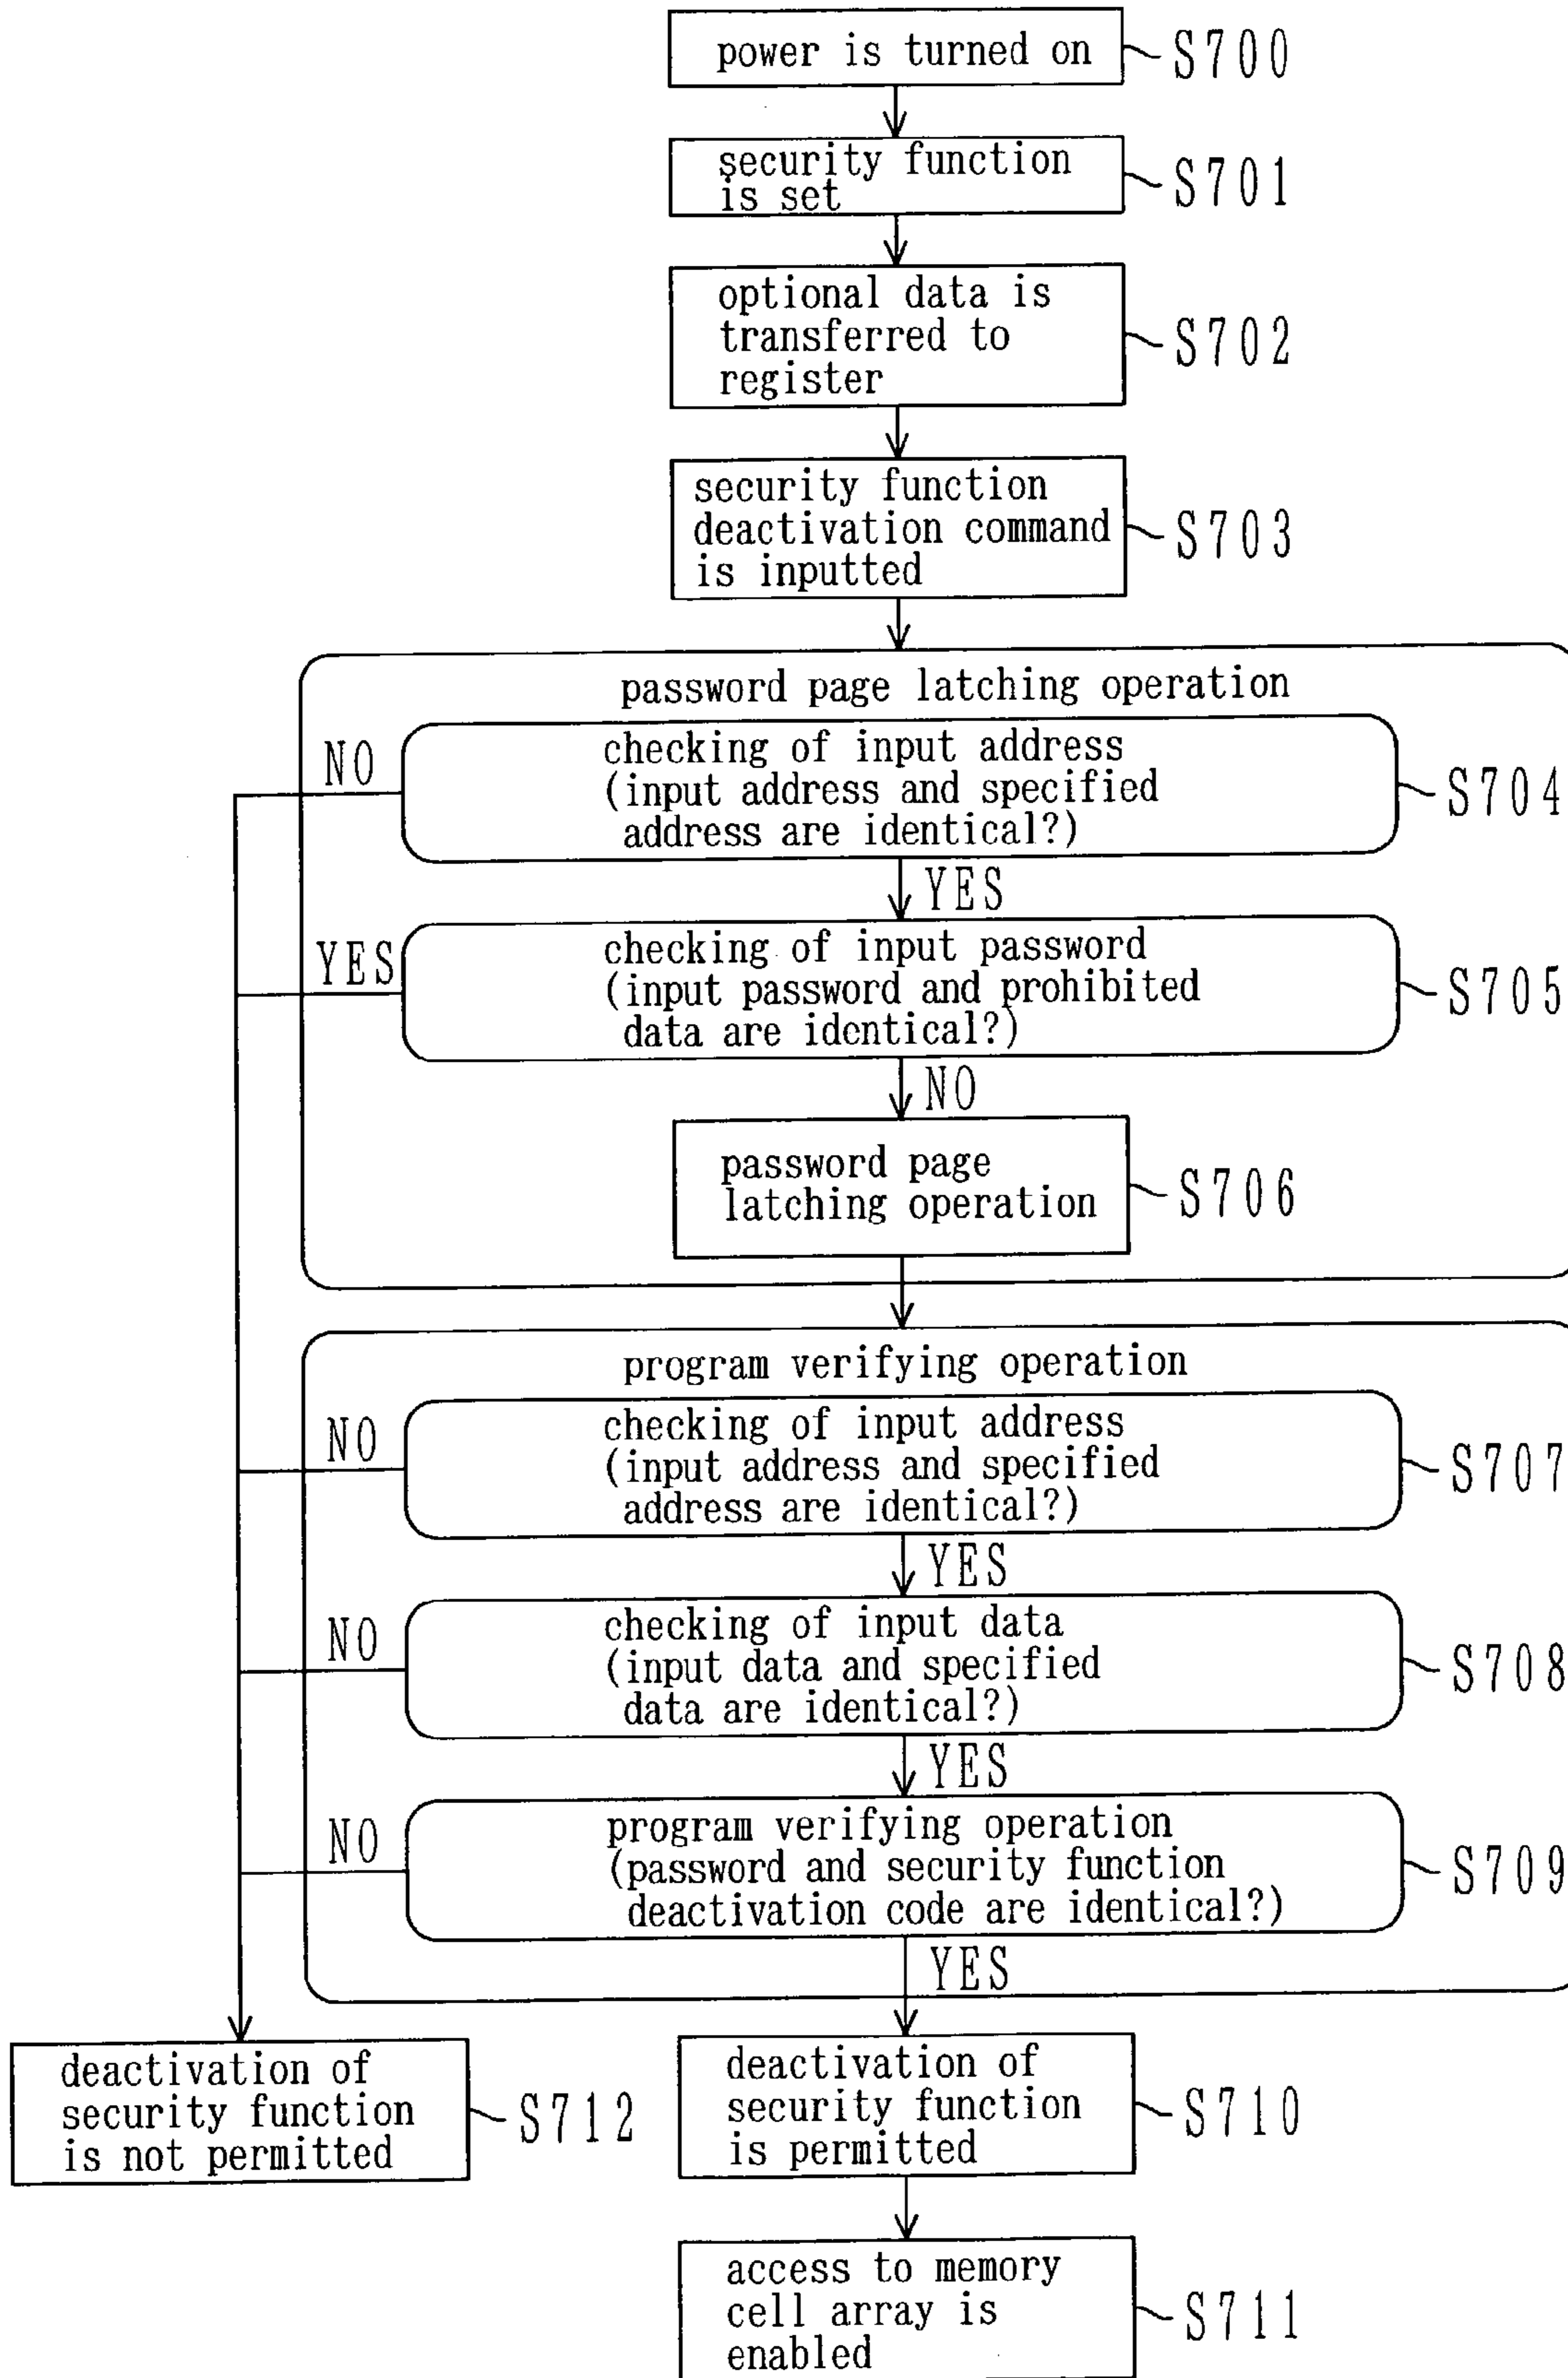 power is turned on
S700
security function
is set
S701
optional data is
transferred to
register
S702
security function
deactivation command
is inputted
S703
password page latching operation
NO
checking of input address
(input address and specified
address are identical?)
S704
YES
YES
checking of input password
(input password and prohibited
data are identical?)
S705
NO
password page
latching operation
S706
program verifying operation
NO
checking of input address
(input address and specified
address are identical?)
S707
YES
NO
checking of input data
(input data and specified
data are identical?)
S708
YES
NO
program verifying operation
(password and security function
deactivation code are identical?)
S709
YES
deactivation of
security function
is not permitted
S712
deactivation of
security function
is permitted
S710
access to memory
cell array is
enabled
S711